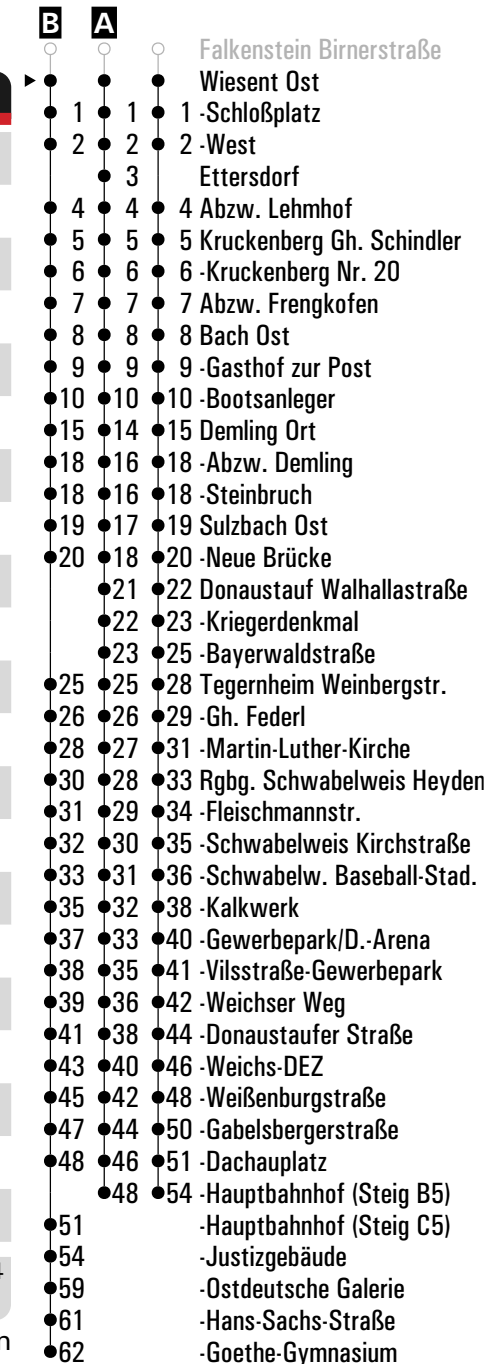 B A
Falkenstein Birnerstraße
Wiesent Ost
1 1 1 -Schloßplatz
2 2 2 -West
3 Ettersdorf
4 4 4 Abzw. Lehmhof
5 5 5 Kruckenberg Gh. Schindler
6 6 6 -Kruckenberg Nr. 20
7 7 7 Abzw. Frengkofen
8 8 8 Bach Ost
9 9 9 -Gasthof zur Post
10 10 10 -Bootsanleger
15 14 15 Demling Ort
18 16 18 -Abzw. Demling
18 16 18 -Steinbruch
19 17 19 Sulzbach Ost
20 18 20 -Neue Brücke
21 22 Donaustauf Walhallastraße
22 23 -Kriegerdenkmal
23 25 -Bayerwaldstraße
25 25 28 Tegernheim Weinbergstr.
26 26 29 -Gh. Federl
28 27 31 -Martin-Luther-Kirche
30 28 33 Rgbg. Schwabelweis Heyden
31 29 34 -Fleischmannstr.
32 30 35 -Schwabelweis Kirchstraße
33 31 36 -Schwabelw. Baseball-Stad.
35 32 38 -Kalkwerk
37 33 40 -Gewerbepark/D.-Arena
38 35 41 -Vilsstraße-Gewerbepark
39 36 42 -Weichser Weg
41 38 44 -Donaustaufer Straße
43 40 46 -Weichs-DEZ
45 42 48 -Weißenburgstraße
47 44 50 -Gabelsbergerstraße
48 46 51 -Dachauplatz
48 54 -Hauptbahnhof (Steig B5)
51 -Hauptbahnhof (Steig C5)
54 -Justizgebäude
59 -Ostdeutsche Galerie
61 -Hans-Sachs-Straße
62 -Goethe-Gymnasium